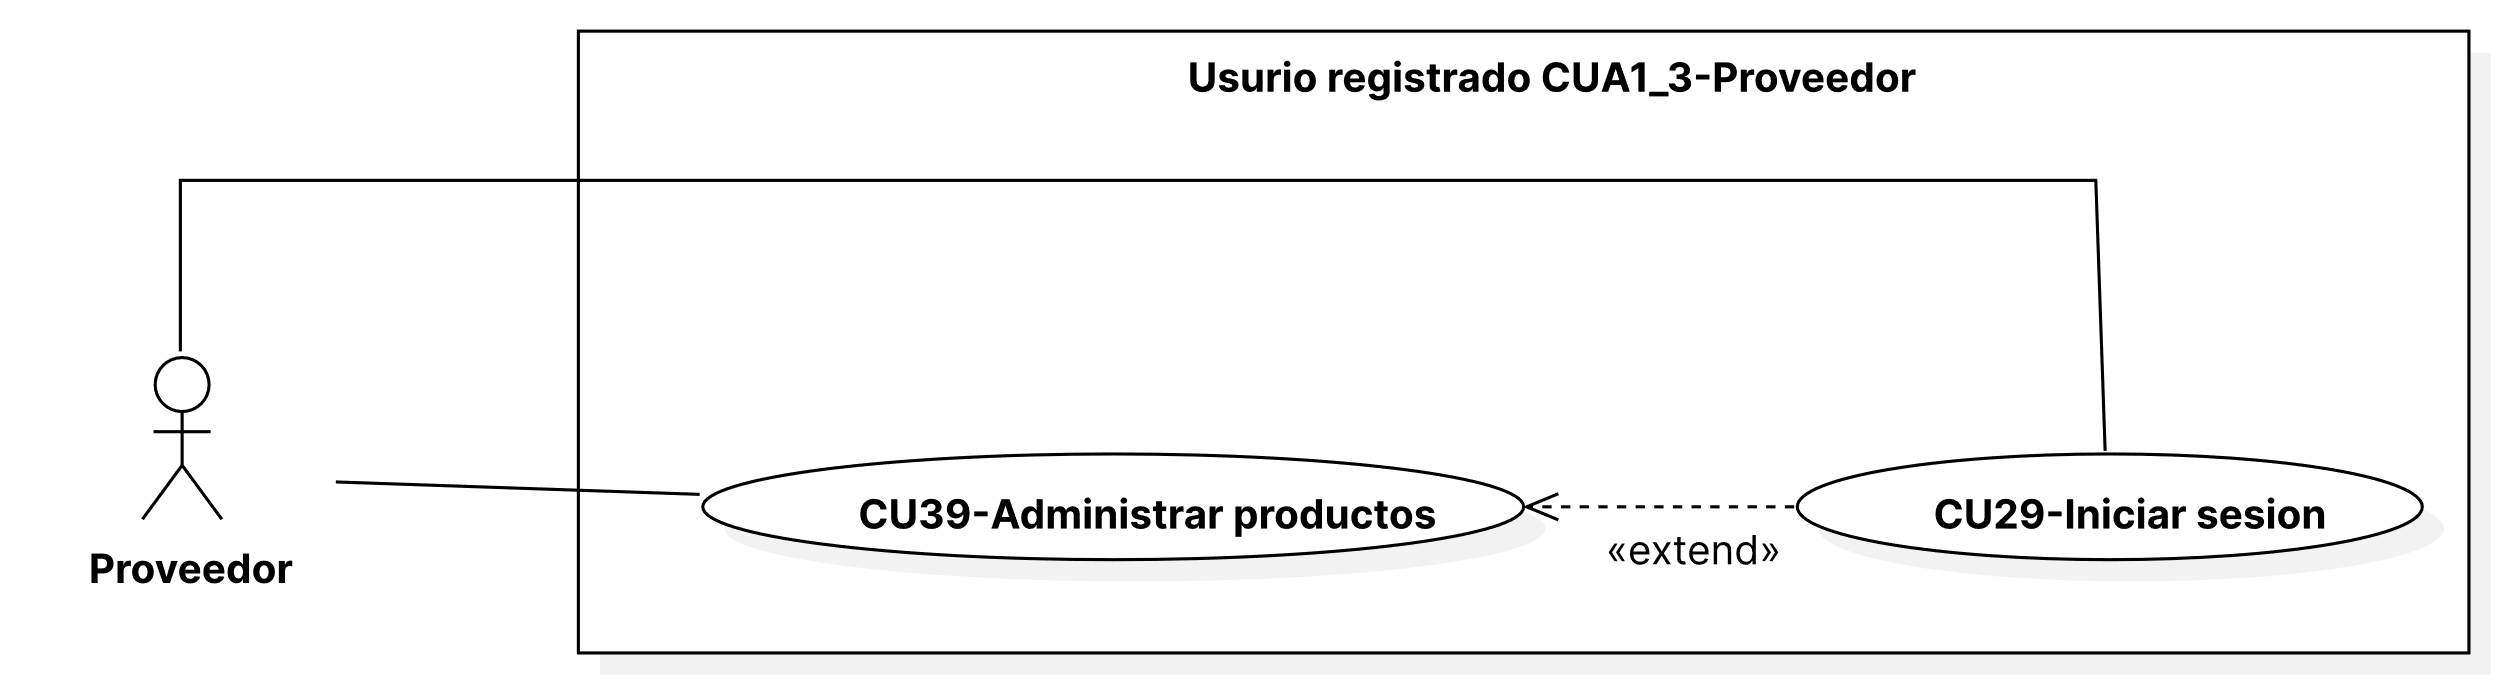 Usurio registrado CUA1_3-Proveedor
CU39-Administrar productos
CU29-Iniciar sesion
«extend»
Proveedor